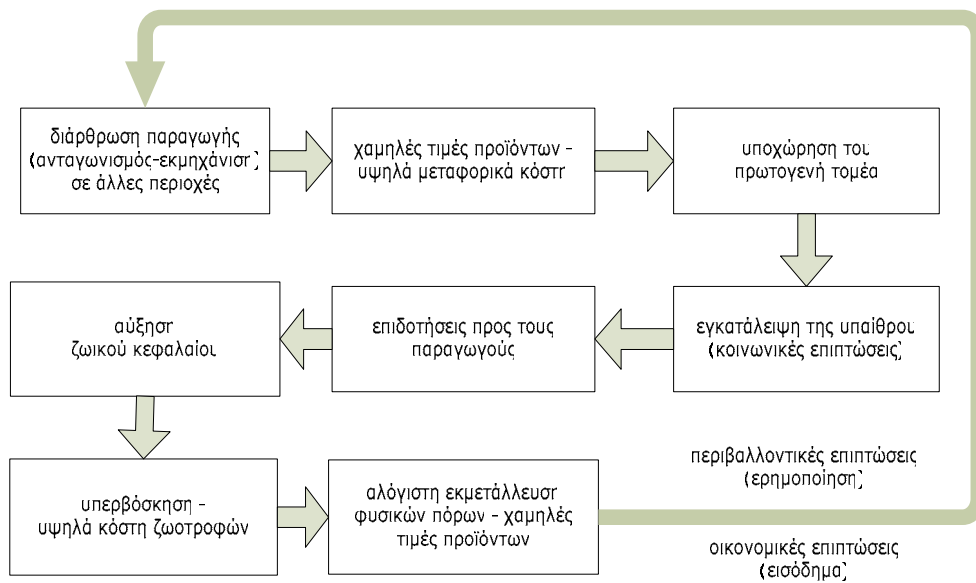 διάρθρωση παραγωγής
(ανταγωνισμός-εκμηχάνιση)
σε άλλες περιοχές
χαμηλές τιμές προϊόντων -
υψηλά μεταφορικά κόστη
υποχώρηση του
πρωτογενή τομέα
αύξηση
ζωικού κεφαλαίου
επιδοτήσεις προς τους
παραγωγούς
εγκατάλειψη της υπαίθρου
(κοινωνικές επιπτώσεις)
υπερβόσκηση -
υψηλά κόστη ζωοτροφών
αλόγιστη εκμετάλλευση
φυσικών πόρων - χαμηλές
τιμές προϊόντων
περιβαλλοντικές επιπτώσεις
(ερημοποίηση)
οικονομικές επιπτώσεις
(εισόδημα)